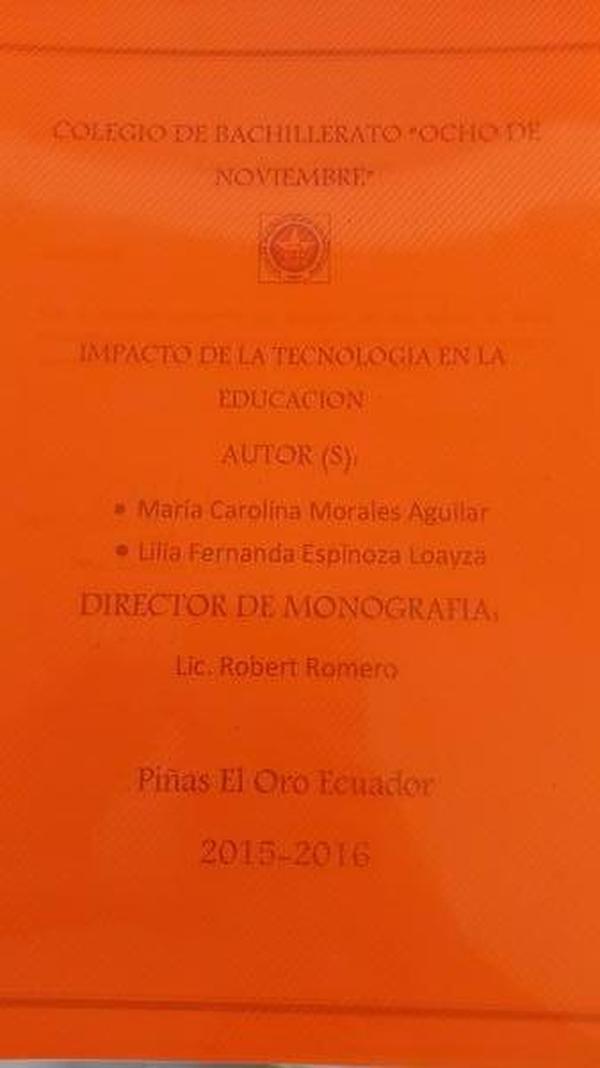 COLEGIO DE BACHILLERATO "OCHO DE
NOVIEMBRE"
IMPACTO DE LA TECNOLOGIA EN LA
EDUCACION
AUTOR (S):
• María Carolina Morales Aguilar
• Lilia Fernanda Espinoza Loayza
DIRECTOR DE MONOGRAFIA:
Lic. Robert Romero
Piñas El Oro Ecuador
2015-2016